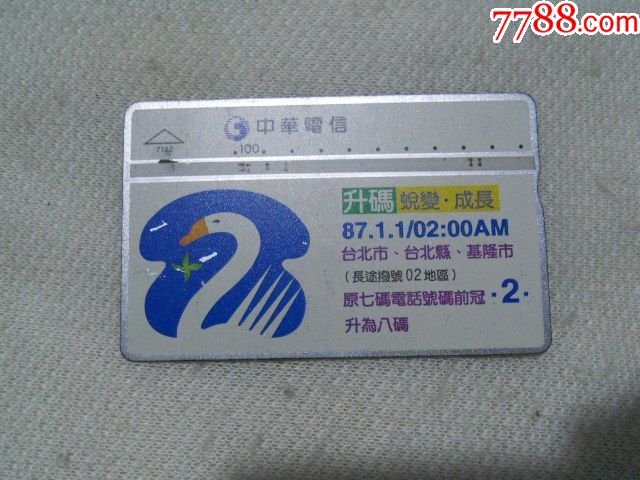 7788.com
中華電信
7132
100
升碼 蛻變·成長
87.1.1/02:00AM
台北市、台北縣、基隆市
(長途撥號02地區)
原七碼電話號碼前冠·2·
升為八碼